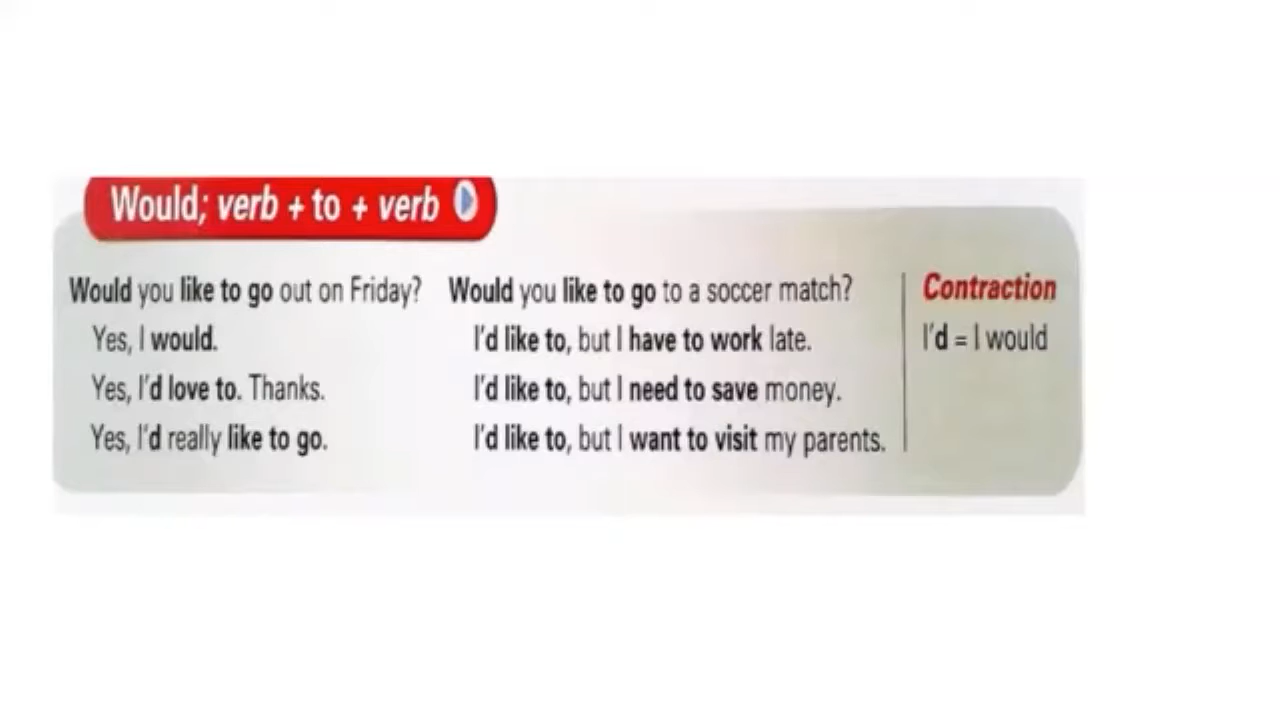 Would; verb + to + verb
Would you like to go out on Friday?
Yes, I would.
Yes, I'd love to. Thanks.
Yes, I'd really like to go.
Would you like to go to a soccer match?
I'd like to, but I have to work late.
I'd like to, but I need to save money.
I'd like to, but I want to visit my parents.
Contraction
I'd = I would